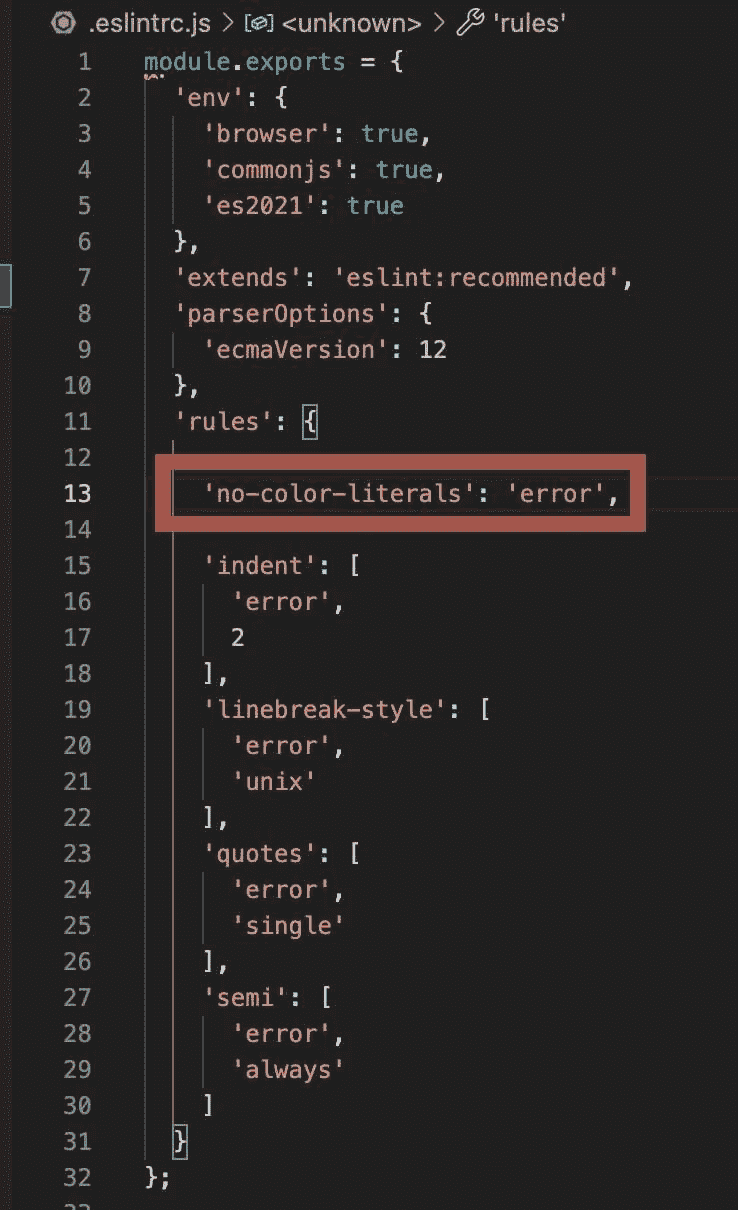 .eslintrc.js > <unknown> > 'rules'
1 module.exports = {
2 'env': {
3 'browser': true,
4 'commonjs': true,
5 'es2021': true
6 },
7 'extends': 'eslint:recommended',
8 'parserOptions': {
9 'ecmaVersion': 12
10 },
11 'rules': {
12
13 'no-color-literals': 'error',
14
15 'indent': [
16 'error',
17 2
18 ],
19 'linebreak-style': [
20 'error',
21 'unix'
22 ],
23 'quotes': [
24 'error',
25 'single'
26 ],
27 'semi': [
28 'error',
29 'always'
30 ]
31 }
32 };